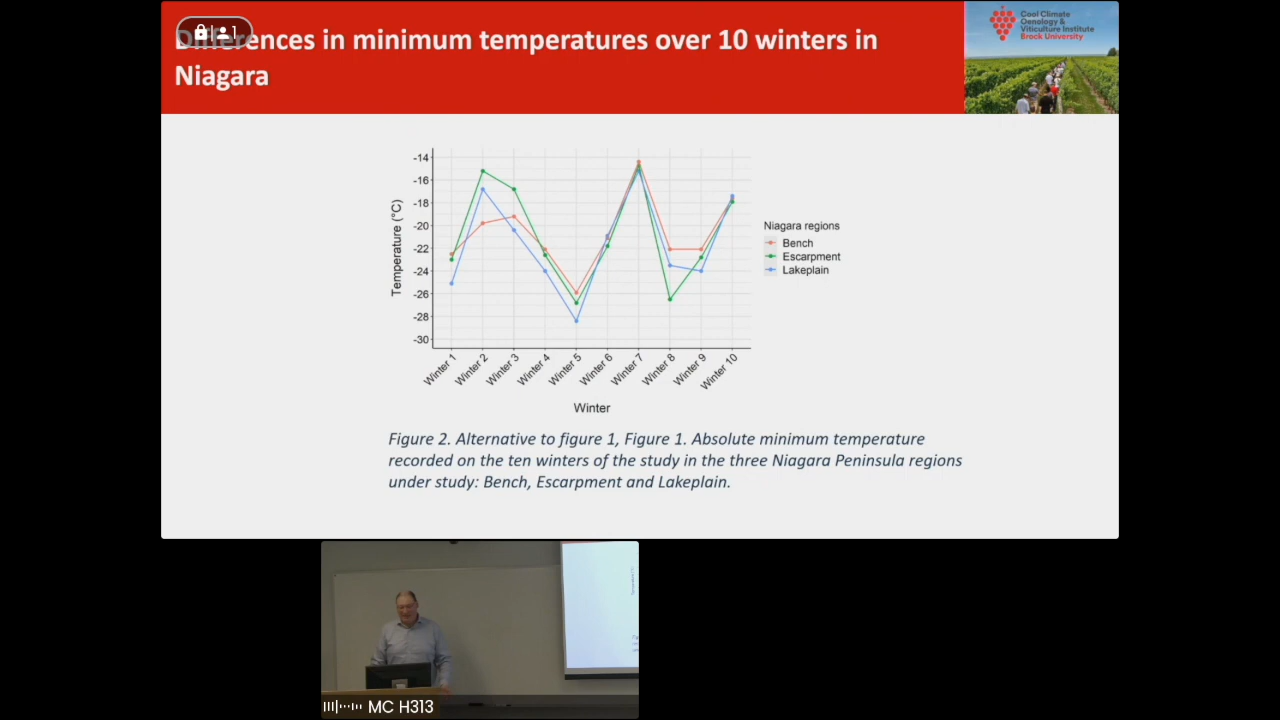 Differences in minimum temperatures over 10 winters in
Niagara
1
Cool Climate
Oenology &
Viticulture Institute
Brock University
-14
-16
-18
-20
-22
-24
-26
-28
-30
Temperature (°C)
Winter 1
Winter 2
Winter 3
Winter 4
Winter 5
Winter 6
Winter 7
Winter 8
Winter 9
Winter 10
Winter
Niagara regions
Bench
Escarpment
Lakeplain
Figure 2. Alternative to figure 1, Figure 1. Absolute minimum temperature
recorded on the ten winters of the study in the three Niagara Peninsula regions
under study: Bench, Escarpment and Lakeplain.
MC H313